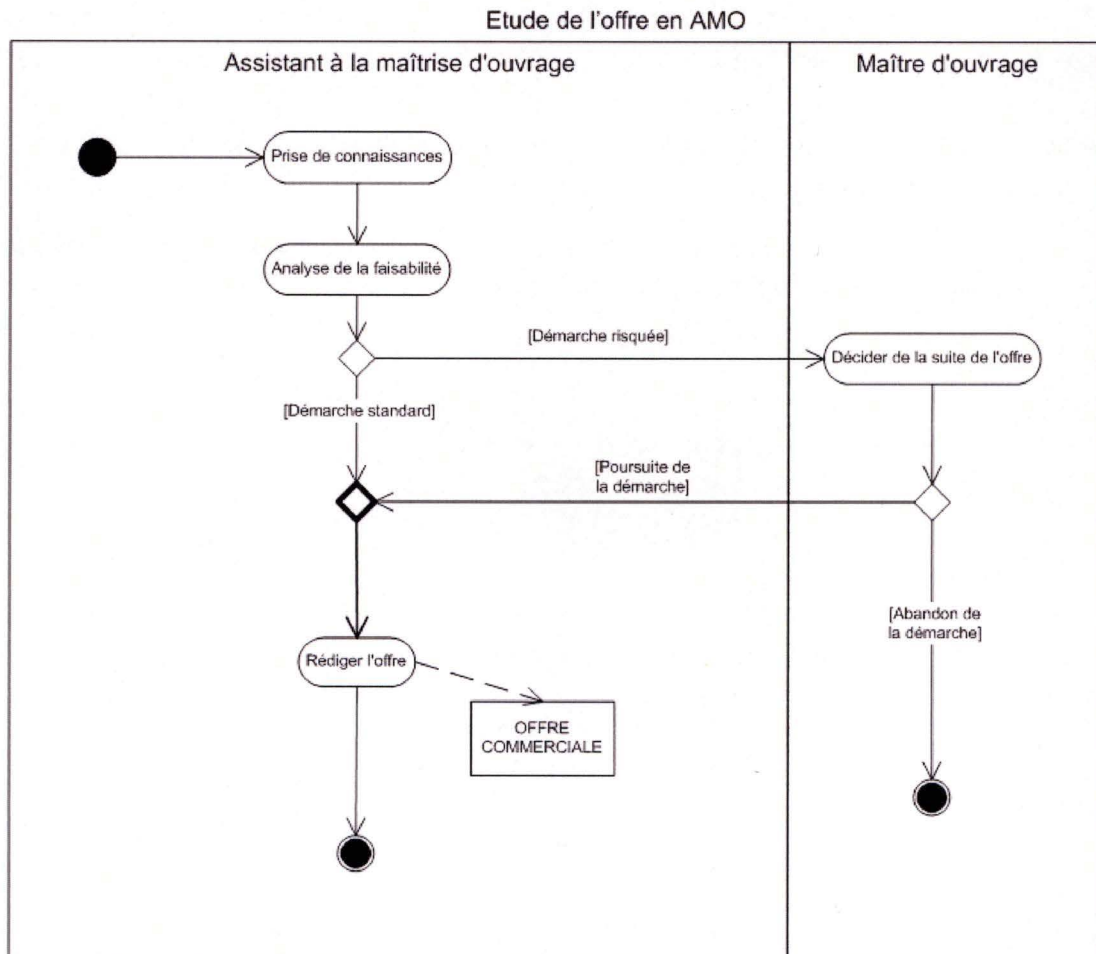 Etude de l'offre en AMO
Assistant à la maîtrise d'ouvrage
Maître d'ouvrage
Prise de connaissances
Analyse de la faisabilité
[Démarche risquée]
Décider de la suite de l'offre
[Démarche standard]
[Poursuite de
la démarche]
[Abandon de
la démarche]
Rédiger l'offre
OFFRE
COMMERCIALE